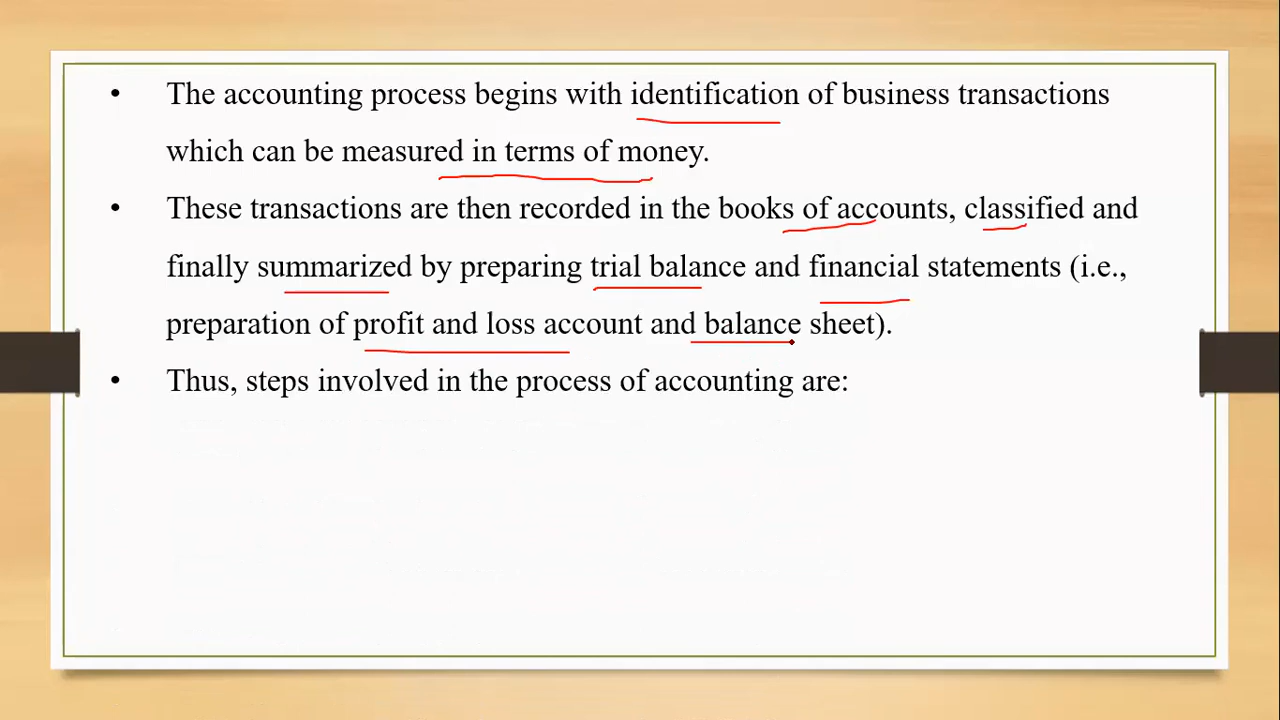 • The accounting process begins with identification of business transactions
which can be measured in terms of money.
• These transactions are then recorded in the books of accounts, classified and
finally summarized by preparing trial balance and financial statements (i.e.,
preparation of profit and loss account and balance sheet).
• Thus, steps involved in the process of accounting are: